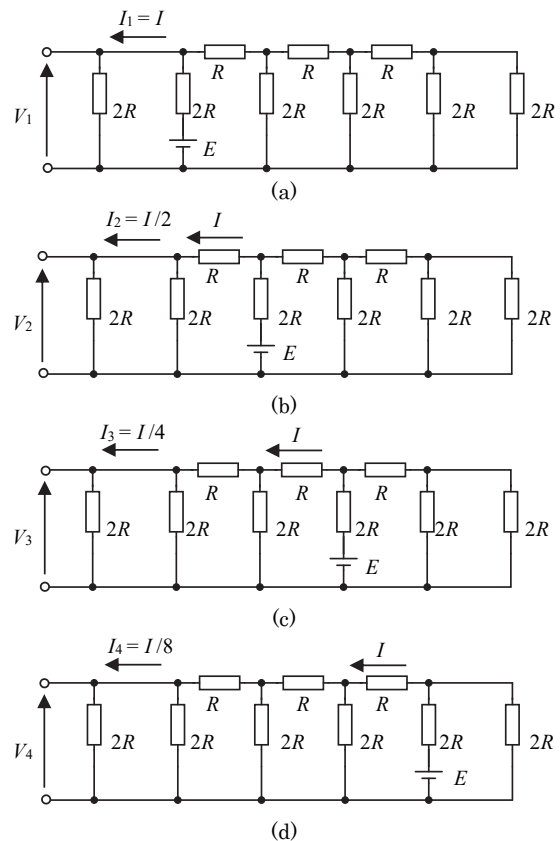 I₁ = I
R R R
V₁ 2R 2R 2R 2R 2R 2R
E
(a)
I₂ = I/2 I
R R R
V₂ 2R 2R 2R 2R 2R 2R
E
(b)
I₃ = I/4 I
R R R
V₃ 2R 2R 2R 2R 2R 2R
E
(c)
I₄ = I/8 I
R R R
V₄ 2R 2R 2R 2R 2R 2R
E
(d)